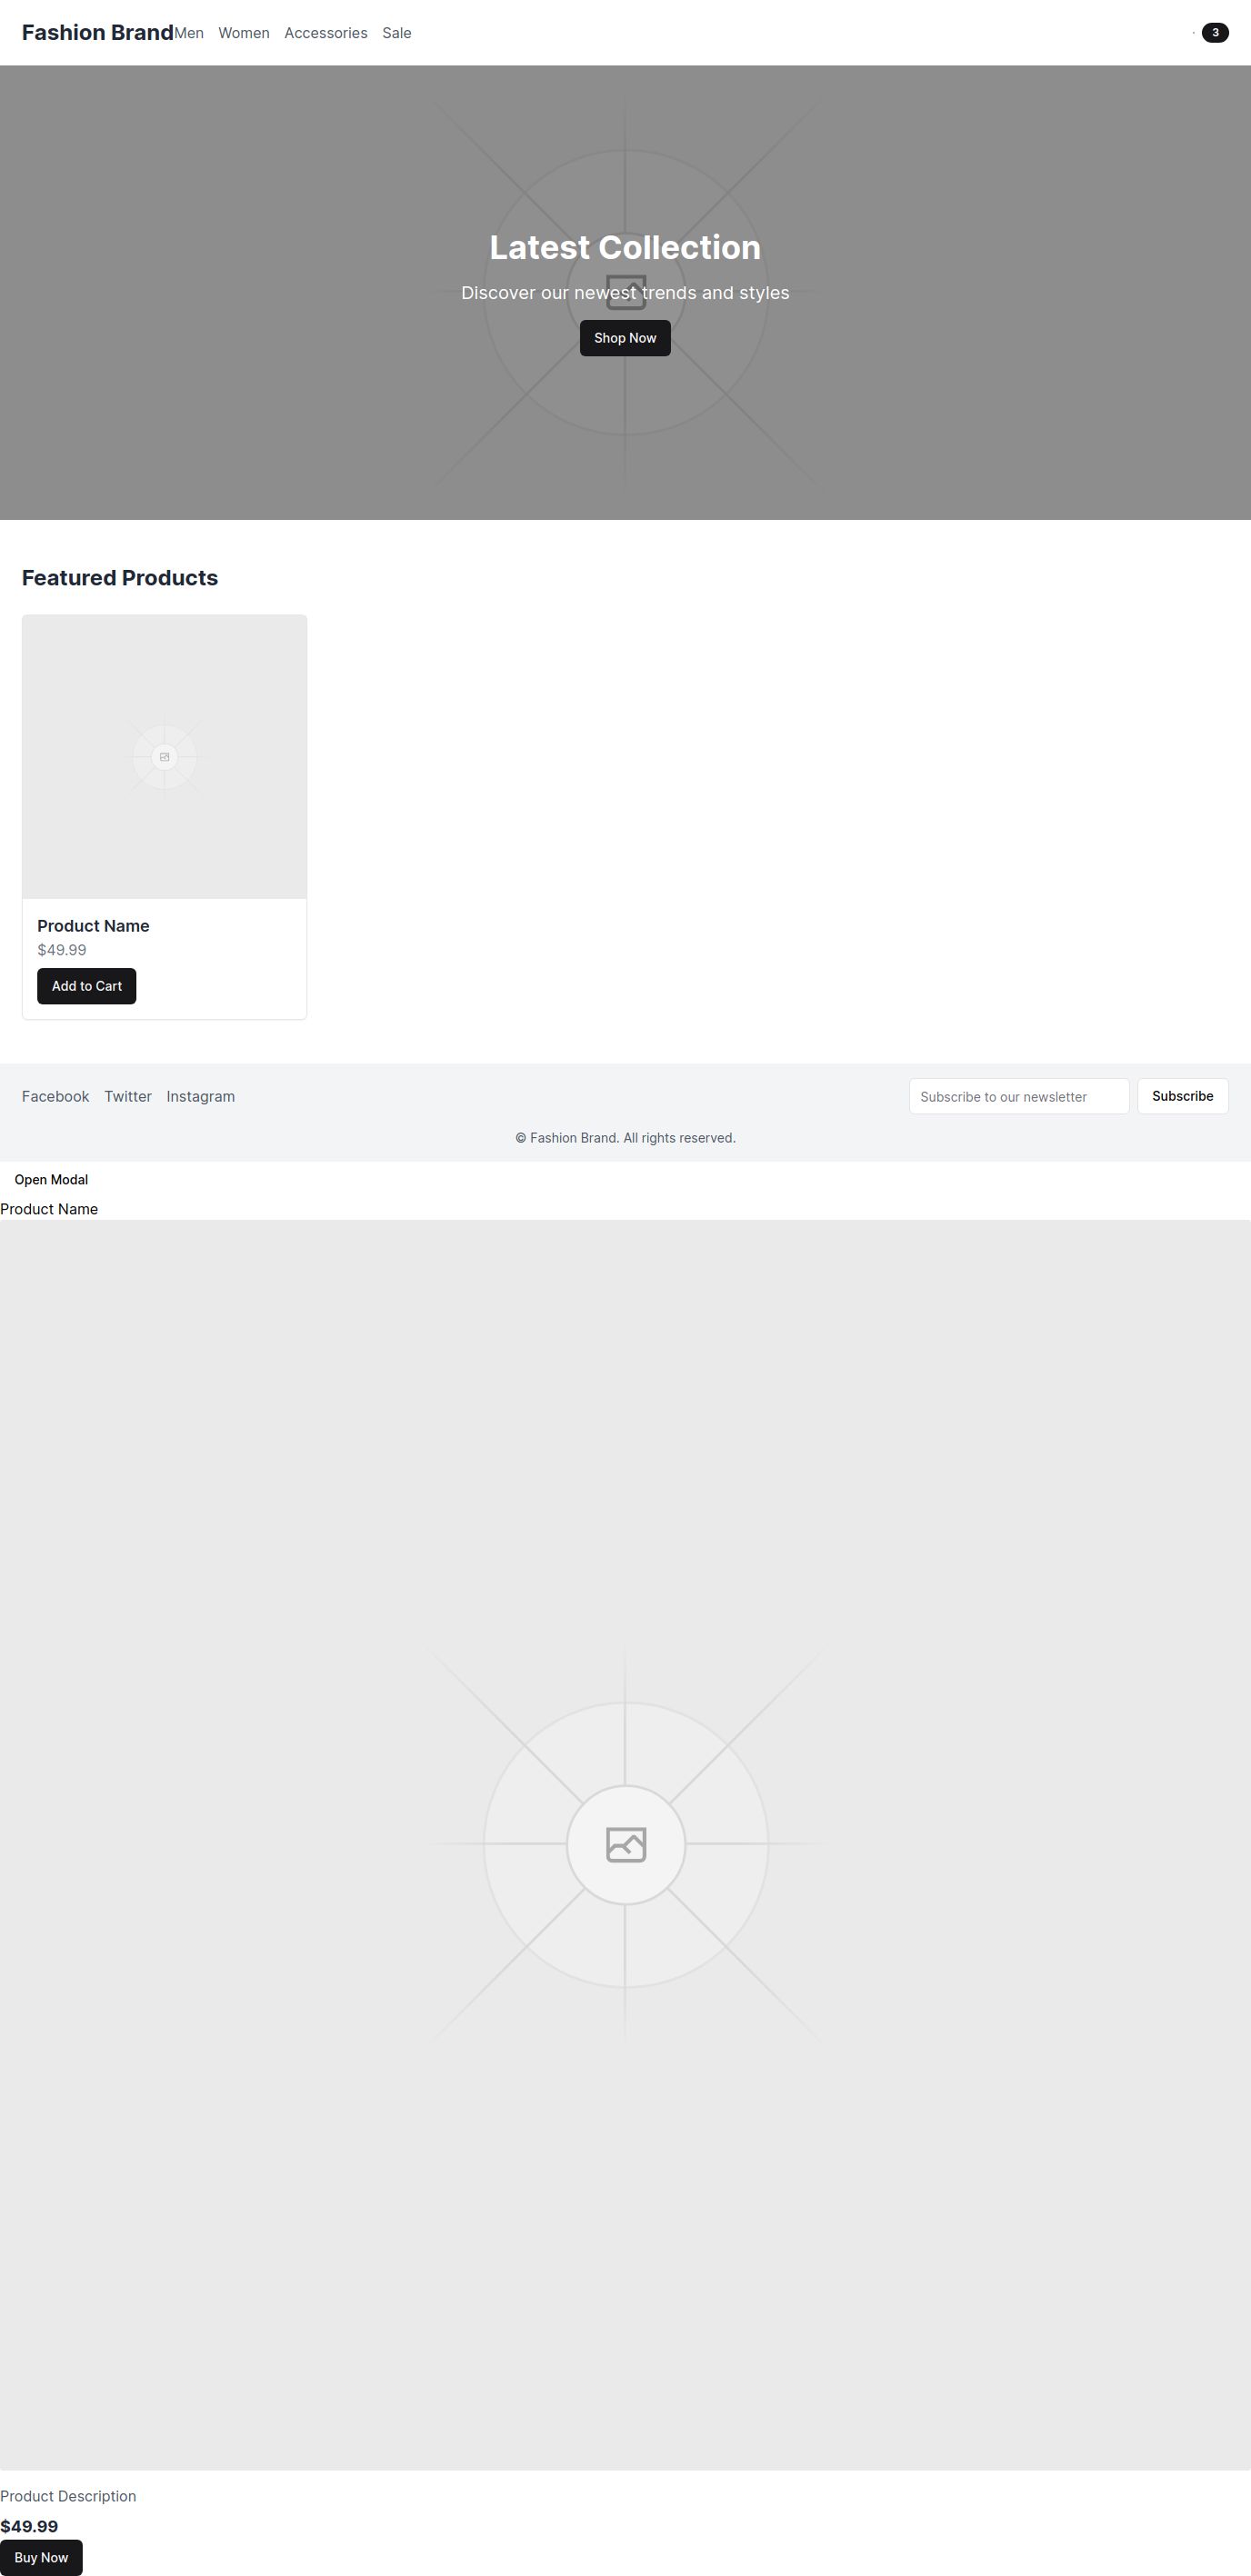 Fashion Brand Men Women Accessories Sale 3
Latest Collection
Discover our newest trends and styles
Shop Now
Featured Products
Product Name
$49.99
Add to Cart
Facebook Twitter Instagram Subscribe to our newsletter Subscribe
© Fashion Brand. All rights reserved.
Open Modal
Product Name
Product Description
$49.99
Buy Now